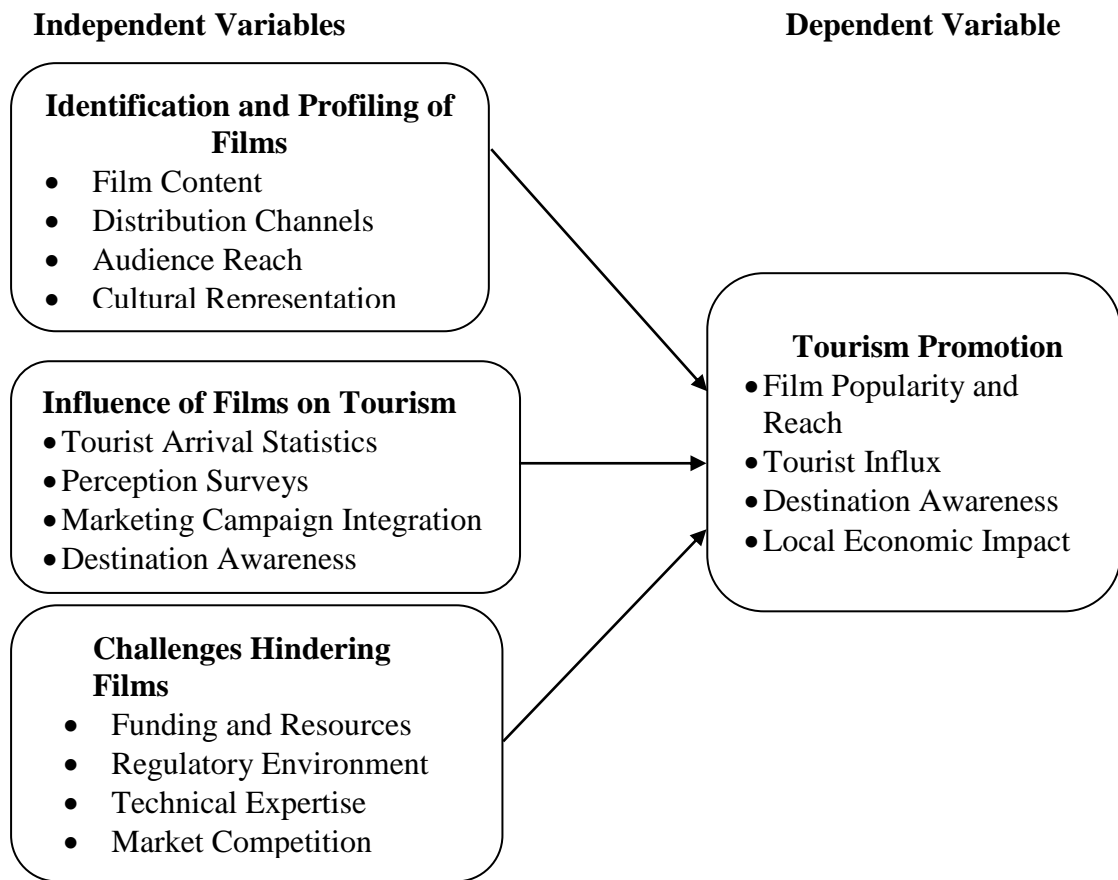 Independent Variables
Dependent Variable
Identification and Profiling of
Films
• Film Content
• Distribution Channels
• Audience Reach
• Cultural Representation
Influence of Films on Tourism
• Tourist Arrival Statistics
• Perception Surveys
• Marketing Campaign Integration
• Destination Awareness
Challenges Hindering
Films
• Funding and Resources
• Regulatory Environment
• Technical Expertise
• Market Competition
Tourism Promotion
• Film Popularity and
Reach
• Tourist Influx
• Destination Awareness
• Local Economic Impact